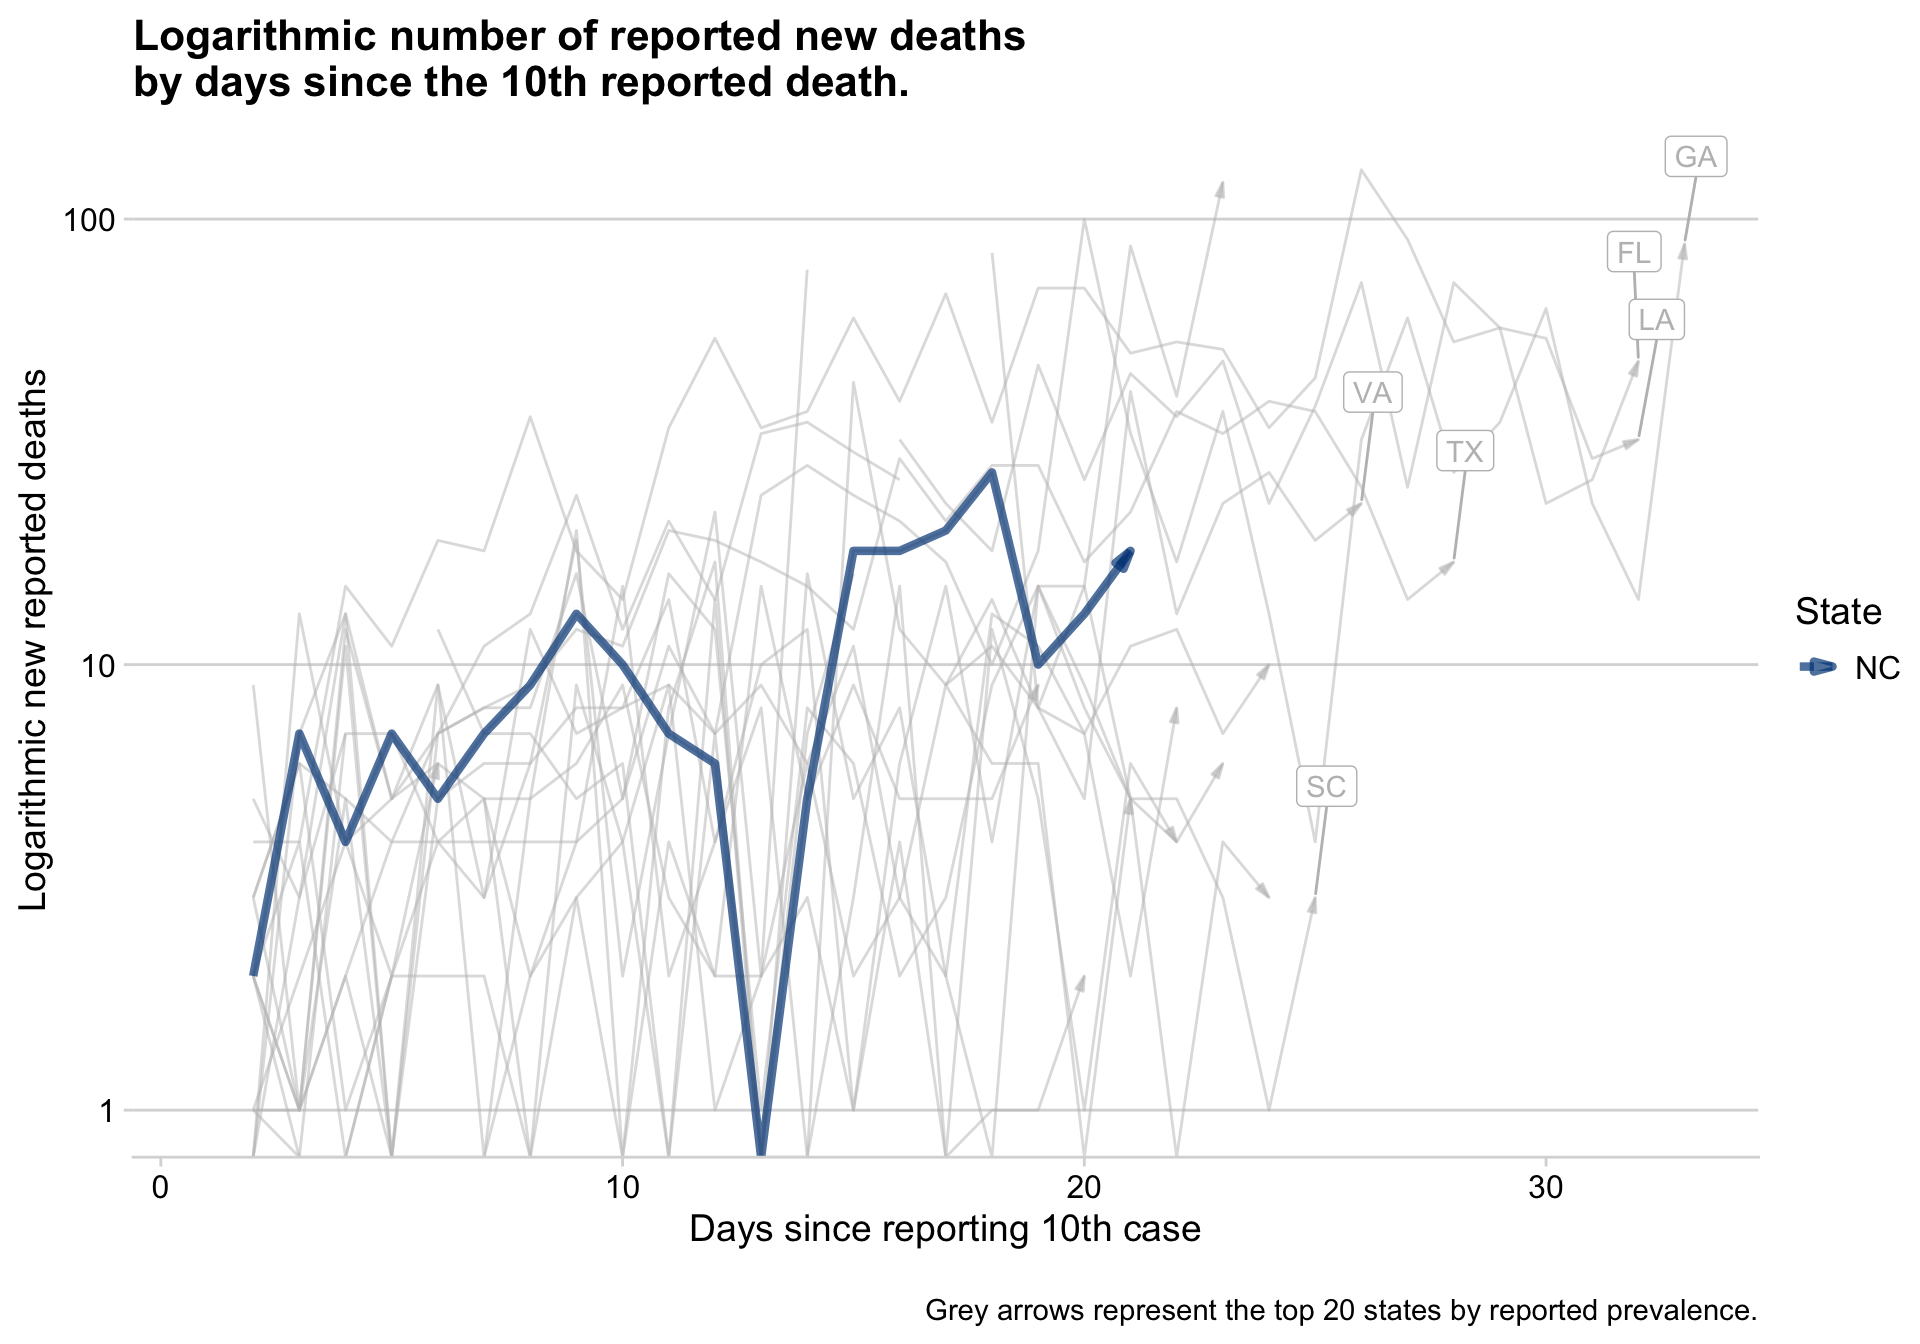 Logarithmic number of reported new deaths
by days since the 10th reported death.
GA
100
FL
LA
VA
TX
Logarithmic new reported deaths
State
10
NC
SC
1
0
10
20
30
Days since reporting 10th case
Grey arrows represent the top 20 states by reported prevalence.